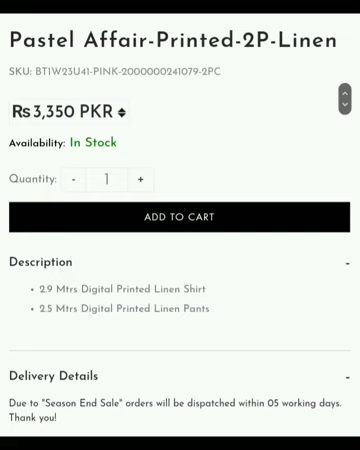 Pastel Affair-Printed-2P-Linen
SKU: BT1W23U41-PINK-2000000241079-2PC
Rs 3,350 PKR
Availability: In Stock
Quantity: - 1 +
ADD TO CART
Description -
• 2.9 Mtrs Digital Printed Linen Shirt
• 2.5 Mtrs Digital Printed Linen Pants
Delivery Details -
Due to "Season End Sale" orders will be dispatched within 05 working days.
Thank you!